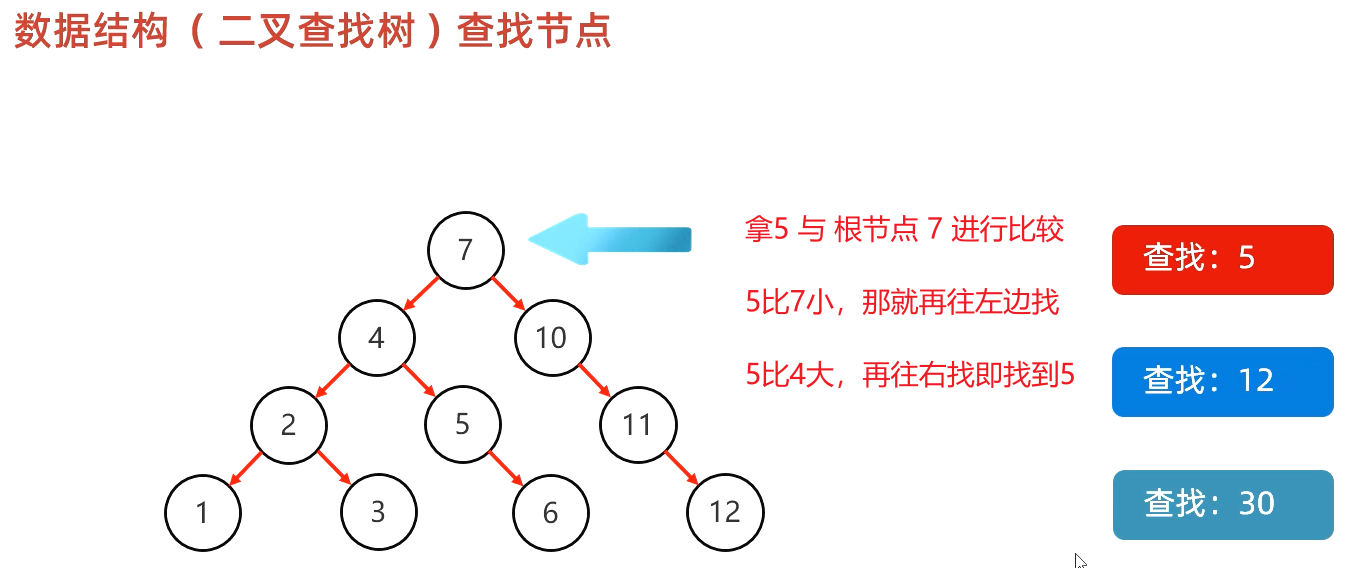 数据结构（二叉查找树）查找节点
拿5 与 根节点 7 进行比较
5比7小，那就再往左边找
5比4大，再往右找即找到5
查找：5
查找：12
查找：30
7
4
10
2
5
11
1
3
6
12